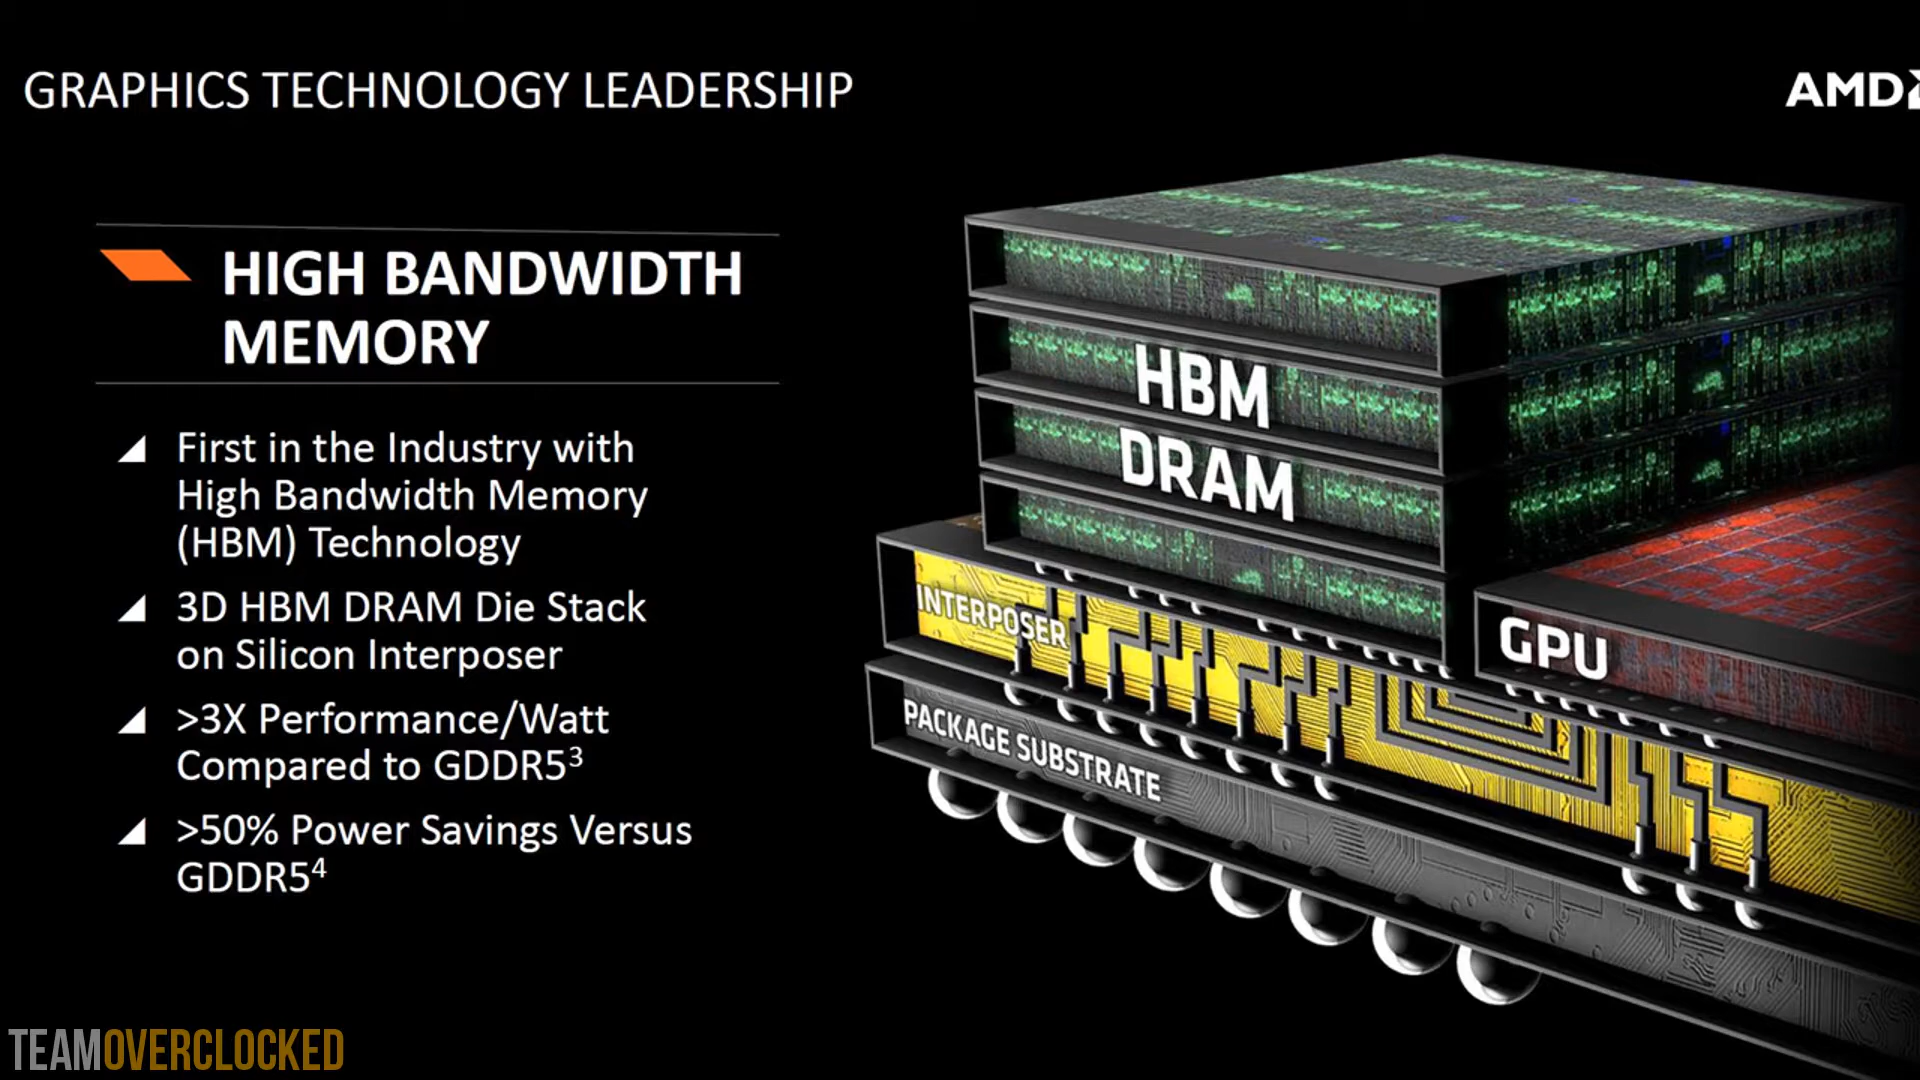 GRAPHICS TECHNOLOGY LEADERSHIP
AMD
HIGH BANDWIDTH
MEMORY
First in the Industry with
High Bandwidth Memory
(HBM) Technology
3D HBM DRAM Die Stack
on Silicon Interposer
>3X Performance/Watt
Compared to GDDR5³
>50% Power Savings Versus
GDDR5⁴
HBM
DRAM
INTERPOSER
GPU
PACKAGE SUBSTRATE
TEAMOVERCLOCKED